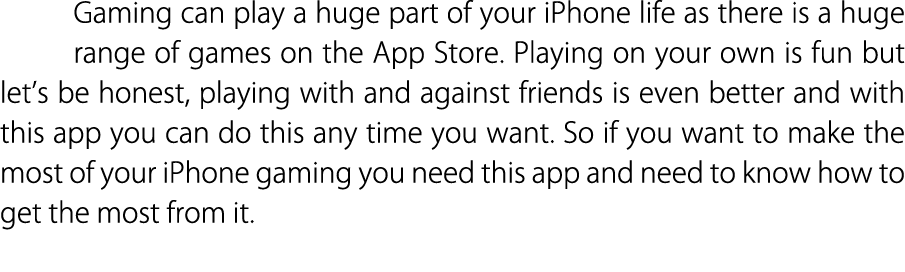 Gaming can play a huge part of your iPhone life as there is a huge
range of games on the App Store. Playing on your own is fun but
let’s be honest, playing with and against friends is even better and with
this app you can do this any time you want. So if you want to make the
most of your iPhone gaming you need this app and need to know how to
get the most from it.